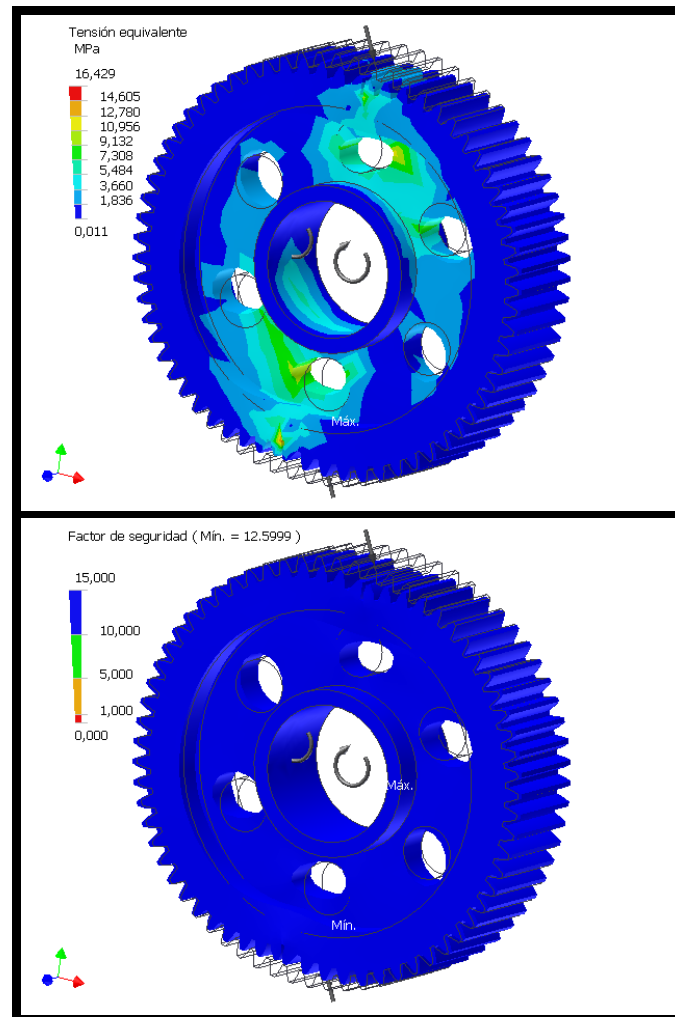 Tensión equivalente
MPa
16,429
14,605
12,780
10,956
9,132
7,308
5,484
3,660
1,836
0,011
Máx.
Factor de seguridad ( Mín. = 12.5999 )
15,000
10,000
5,000
1,000
0,000
Máx.
Mín.